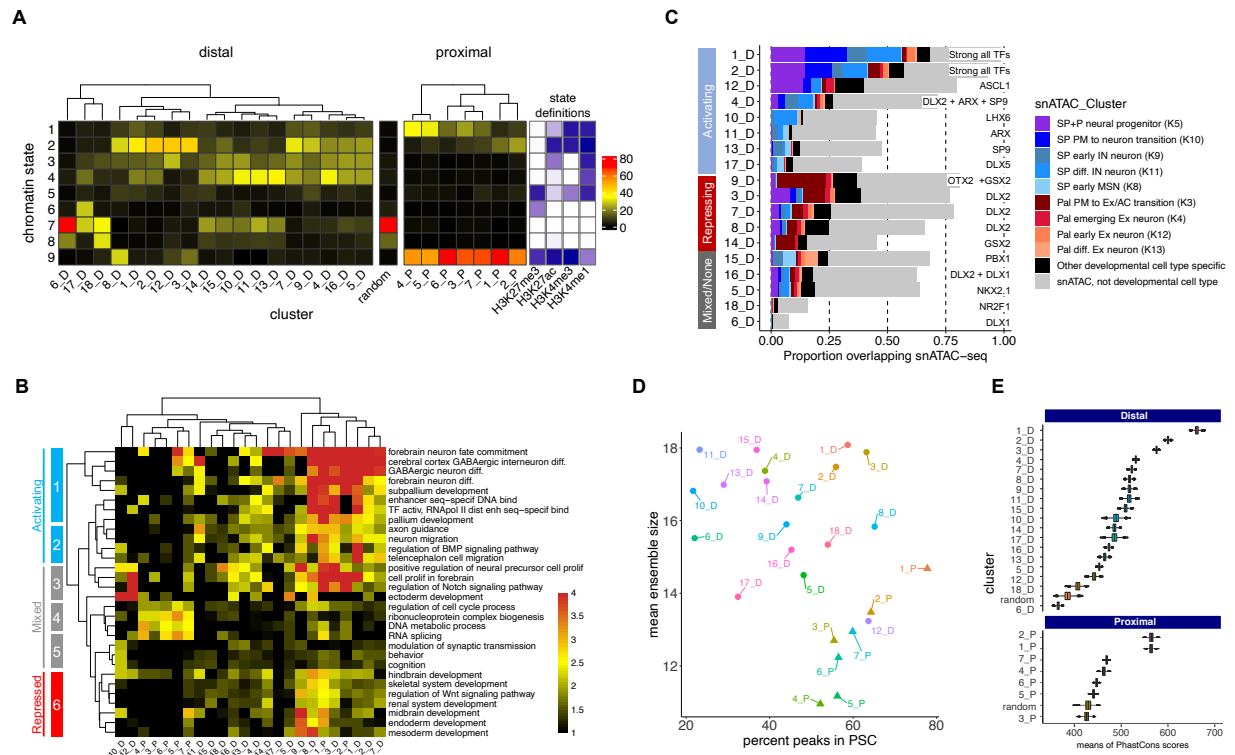 A
distal
proximal
state
definitions
chromatin state
1
2
3
4
5
6
7
8
9
80
60
40
20
0
6_D
17_D
18_D
8_D
1_D
2_D
12_D
3_D
14_D
15_D
10_D
11_D
13_D
7_D
9_D
4_D
16_D
5_D
random
4_P
5_P
6_P
3_P
7_P
1_P
2_P
H3K27me3
H3K27ac
H3K4me3
H3K4me1
cluster
B
Activating
Mixed
Repressed
1
2
3
4
5
6
forebrain neuron fate commitment
cerebral cortex GABAergic interneuron diff.
GABAergic neuron diff.
forebrain neuron diff.
subpallium development
enhancer seq−specif DNA bind
TF activ, RNApol II dist enh seq−specif bind
pallium development
axon guidance
neuron migration
regulation of BMP signaling pathway
telencephalon cell migration
positive regulation of neural precursor cell prolif
cell prolif in forebrain
regulation of Notch signaling pathway
ectoderm development
regulation of cell cycle process
ribonucleoprotein complex biogenesis
DNA metabolic process
RNA splicing
modulation of synaptic transmission
behavior
cognition
hindbrain development
skeletal system development
regulation of Wnt signaling pathway
renal system development
midbrain development
endoderm development
mesoderm development
4
3.5
3
2.5
2
1.5
1
C
Activating
Repressing
Mixed/None
1_D
Strong all TFs
2_D
Strong all TFs
12_D
ASCL1
4_D
DLX2 + ARX + SP9
10_D
LHX6
11_D
ARX
13_D
SP9
17_D
DLX5
9_D
OTX2 +GSX2
3_D
DLX2
7_D
DLX2
8_D
DLX2
14_D
GSX2
15_D
PBX1
16_D
DLX2 + DLX1
5_D
NKX2.1
18_D
NR2F1
6_D
DLX1
0.00
0.25
0.50
0.75
1.00
Proportion overlapping snATAC−seq
snATAC_Cluster
SP+P neural progenitor (K5)
SP PM to neuron transition (K10)
SP early IN neuron (K9)
SP diff. IN neuron (K11)
SP early MSN (K8)
Pal PM to Ex/AC transition (K3)
Pal emerging Ex neuron (K4)
Pal early Ex neuron (K12)
Pal diff. Ex neuron (K13)
Other developmental cell type specific
snATAC, not developmental cell type
D
mean ensemble size
18
16
14
12
11_D
15_D
1_D
3_D
4_D
2_D
13_D
14_D
10_D
7_D
9_D
8_D
6_D
18_D
16_D
5_D
17_D
1_P
2_P
12_D
3_P
7_P
6_P
5_P
4_P
20
40
60
80
percent peaks in PSC
E
Distal
1_D
2_D
3_D
4_D
7_D
8_D
9_D
11_D
15_D
10_D
14_D
17_D
16_D
13_D
5_D
12_D
18_D
random
6_D
cluster
Proximal
2_P
1_P
7_P
4_P
6_P
5_P
random
3_P
400
500
600
700
means of PhastCons scores